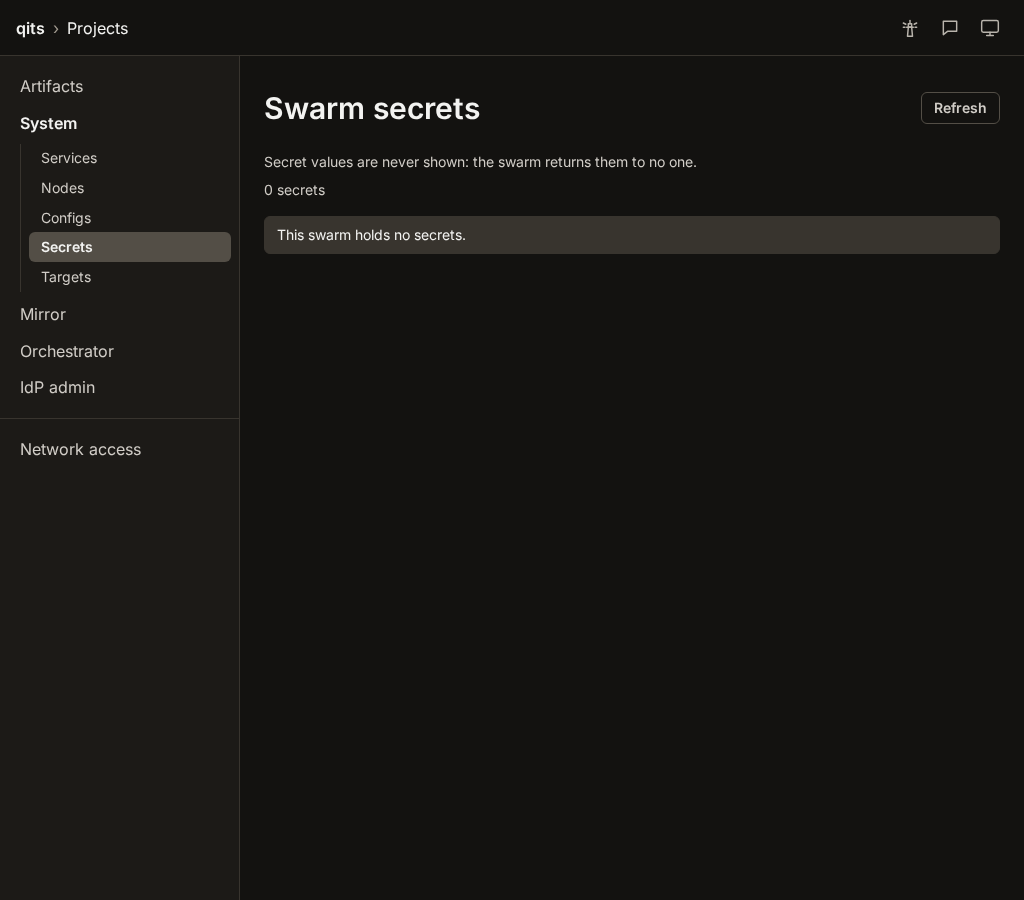 qits › Projects
Artifacts
System
Services
Nodes
Configs
Secrets
Targets
Mirror
Orchestrator
IdP admin
Network access
Swarm secrets
Refresh
Secret values are never shown: the swarm returns them to no one.
0 secrets
This swarm holds no secrets.